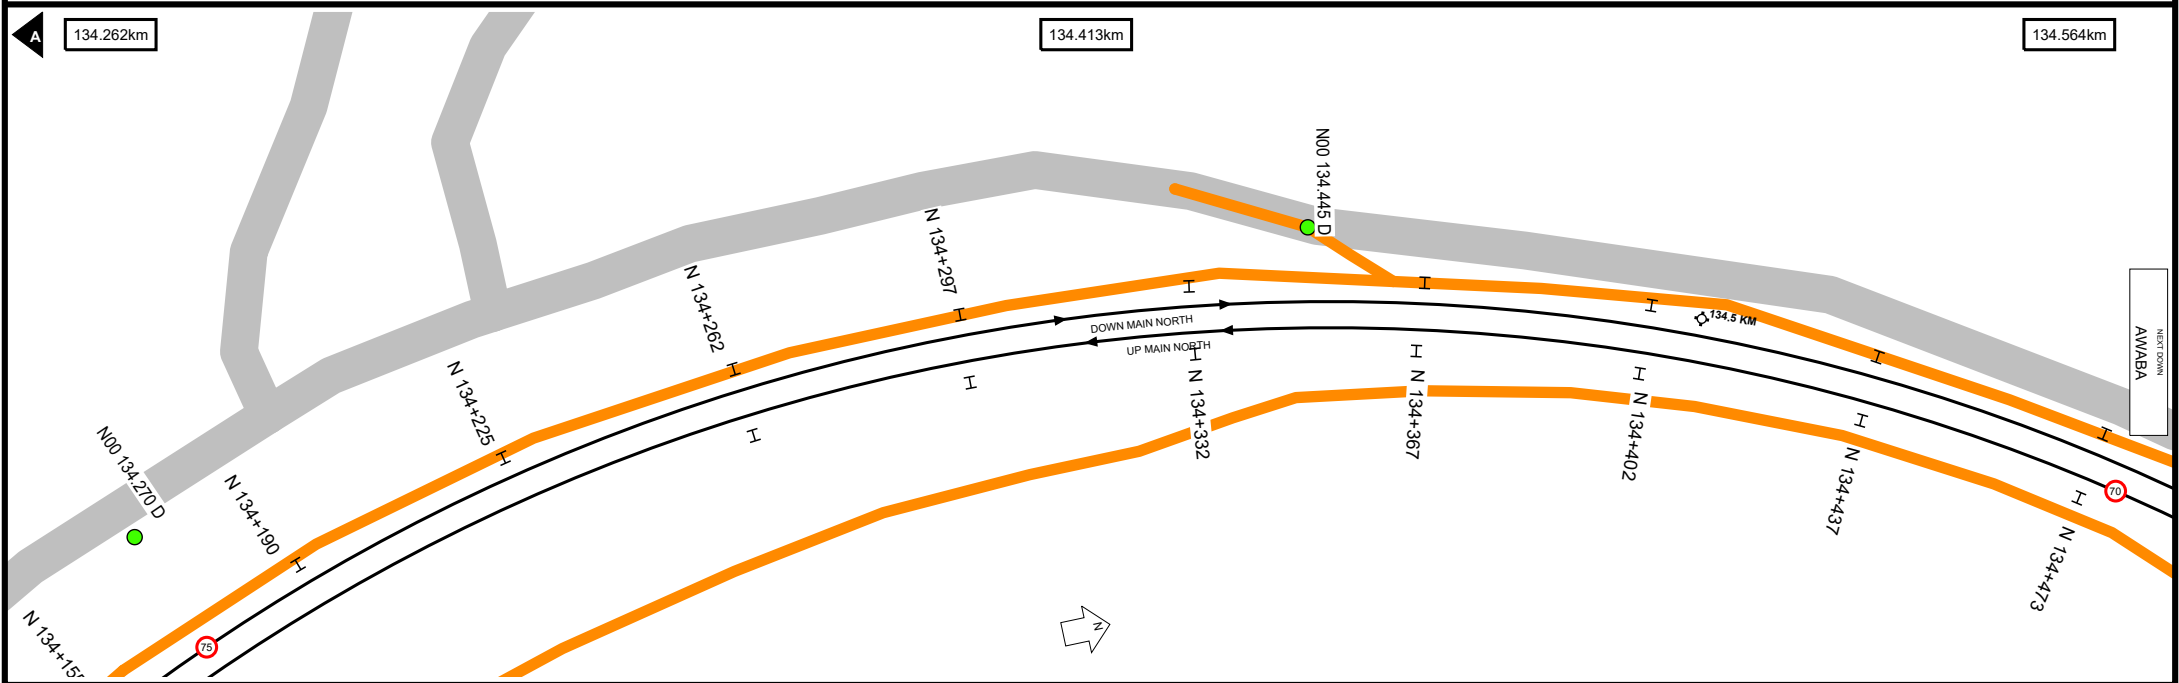 A
134.262km
134.413km
134.564km
N00 134.445 D
N 134+297
N 134+262
N 134+225
N00 134.270 D
N 134+190
N 134+155
DOWN MAIN NORTH
UP MAIN NORTH
134.5 KM
NEXT DOWN
AWABA
N 134+332
N 134+367
N 134+402
N 134+437
N 134+473
70
75
N